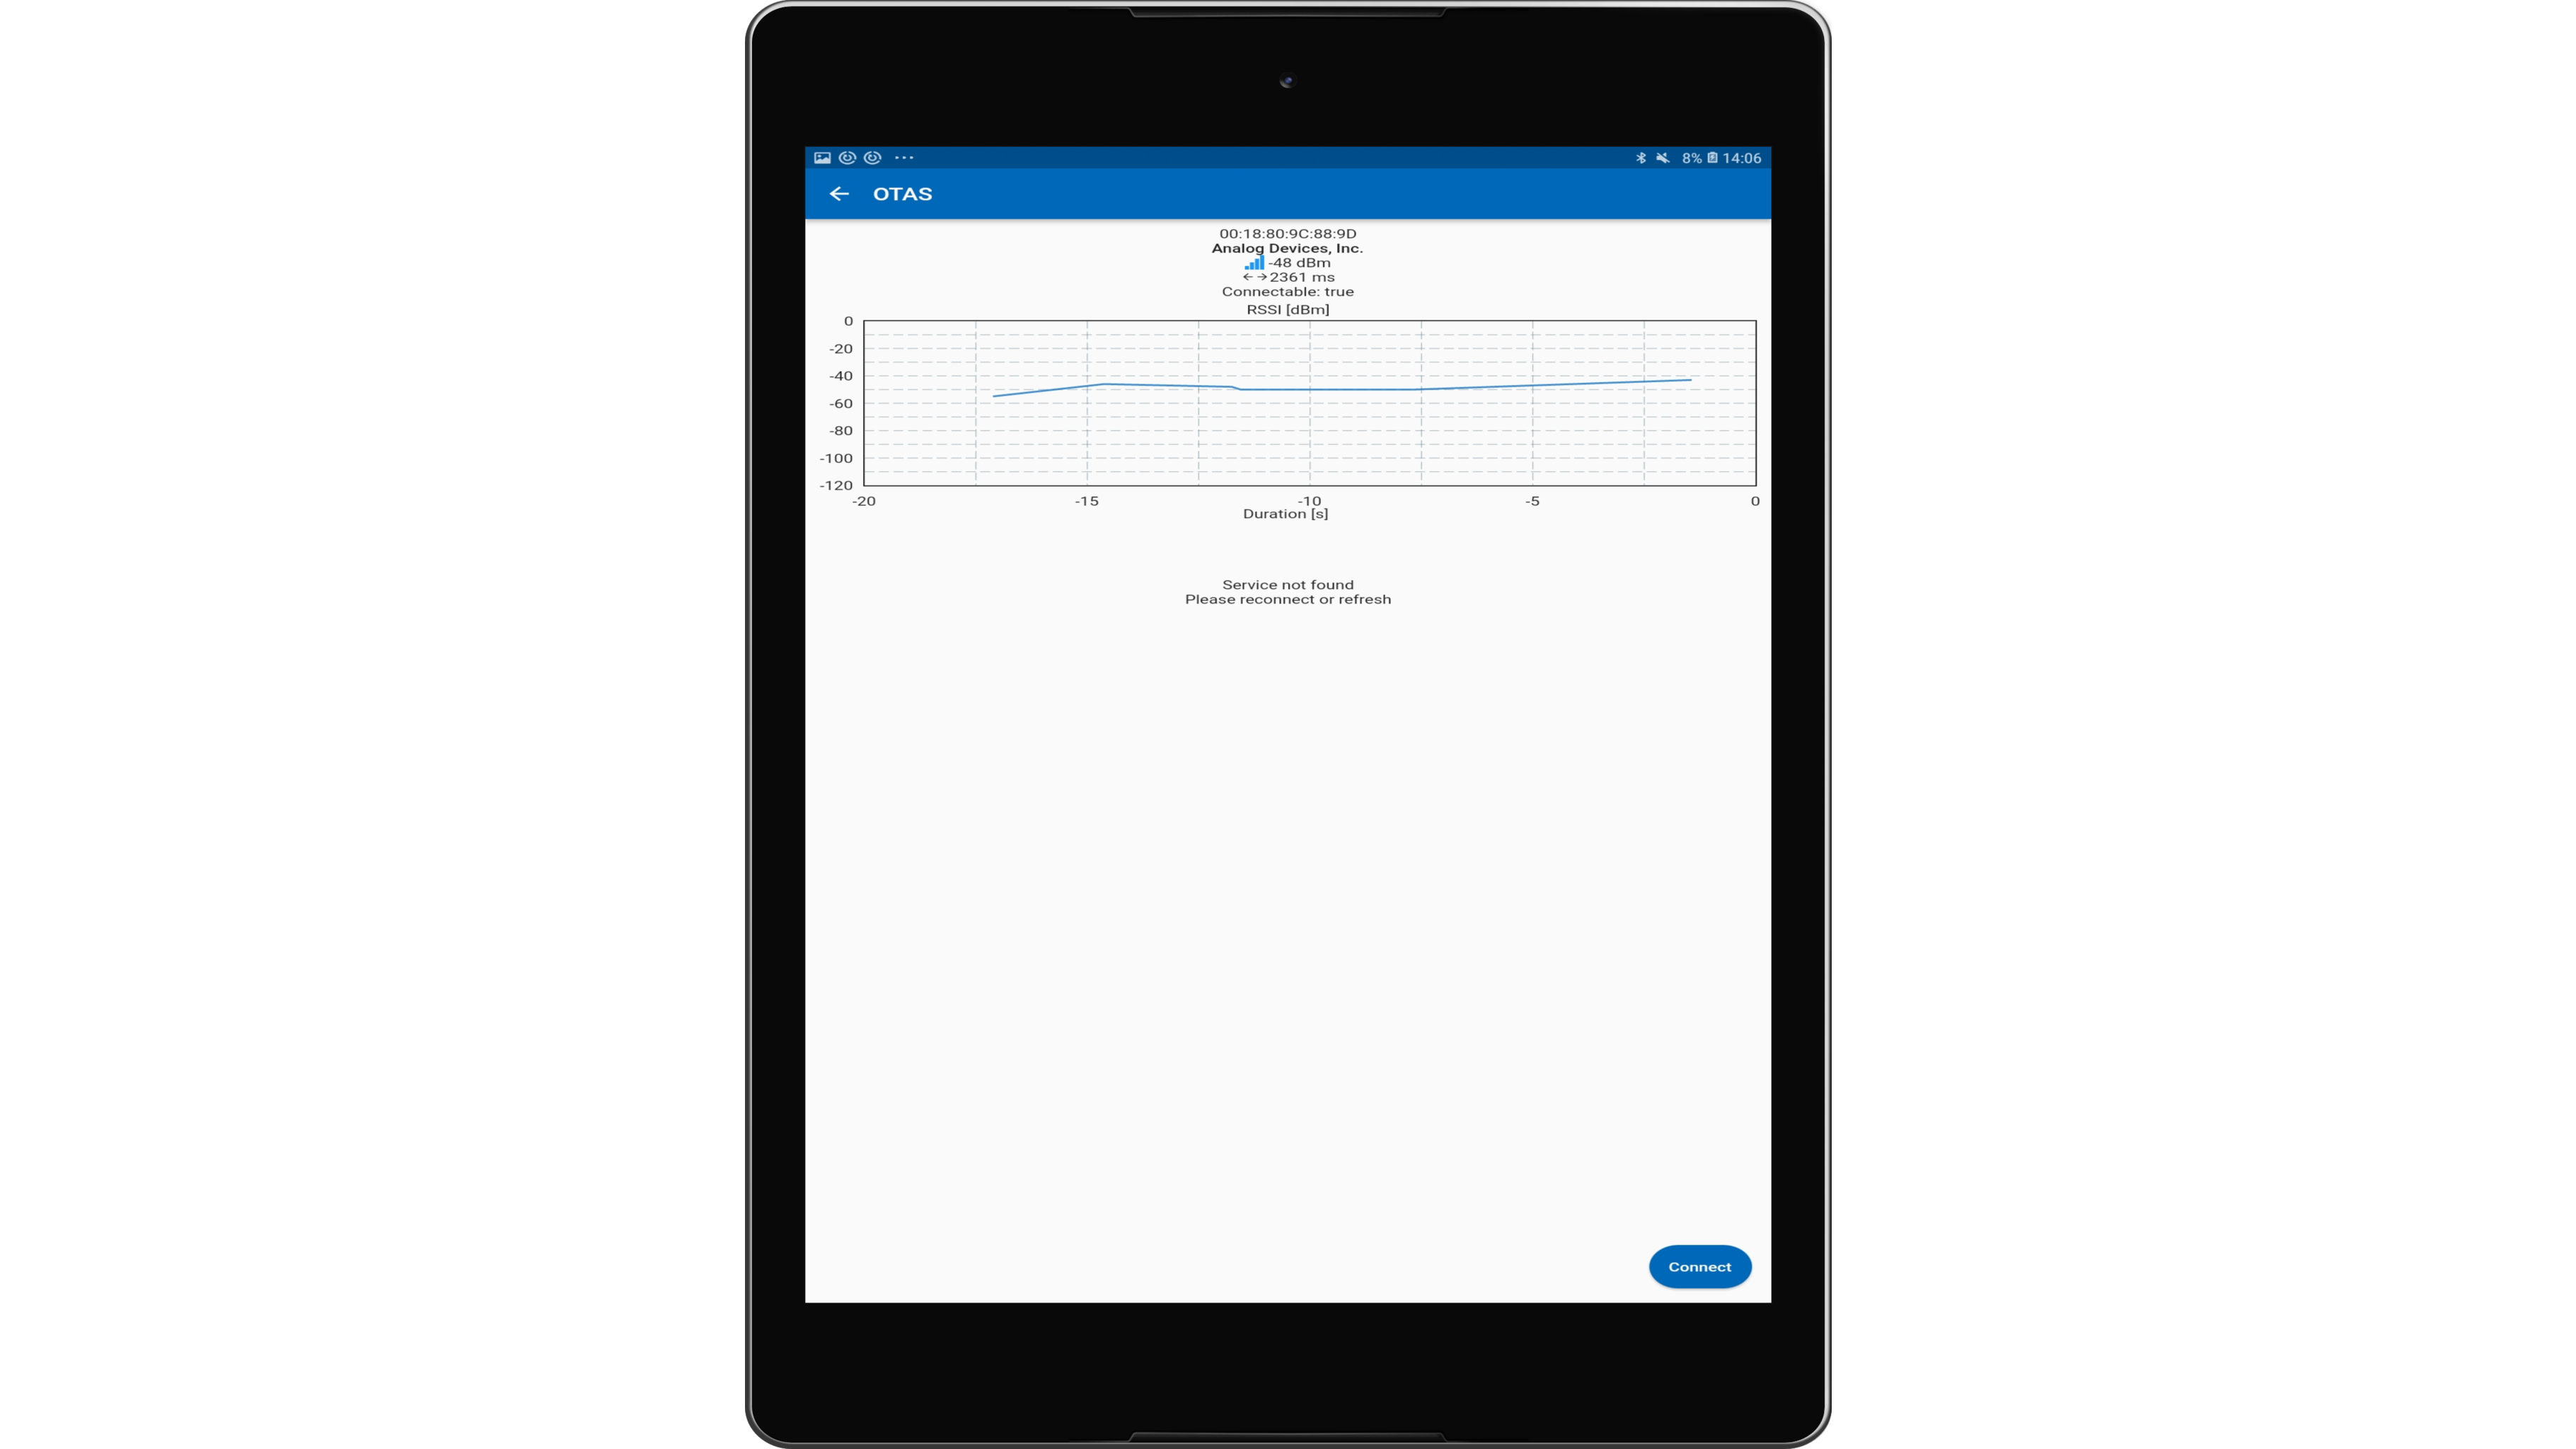 8% 14:06
OTAS
00:18:80:9C:88:9D
Analog Devices, Inc.
-48 dBm
←→2361 ms
Connectable: true
RSSI [dBm]
0
-20
-40
-60
-80
-100
-120
-20 -15 -10 -5 0
Duration [s]
Service not found
Please reconnect or refresh
Connect